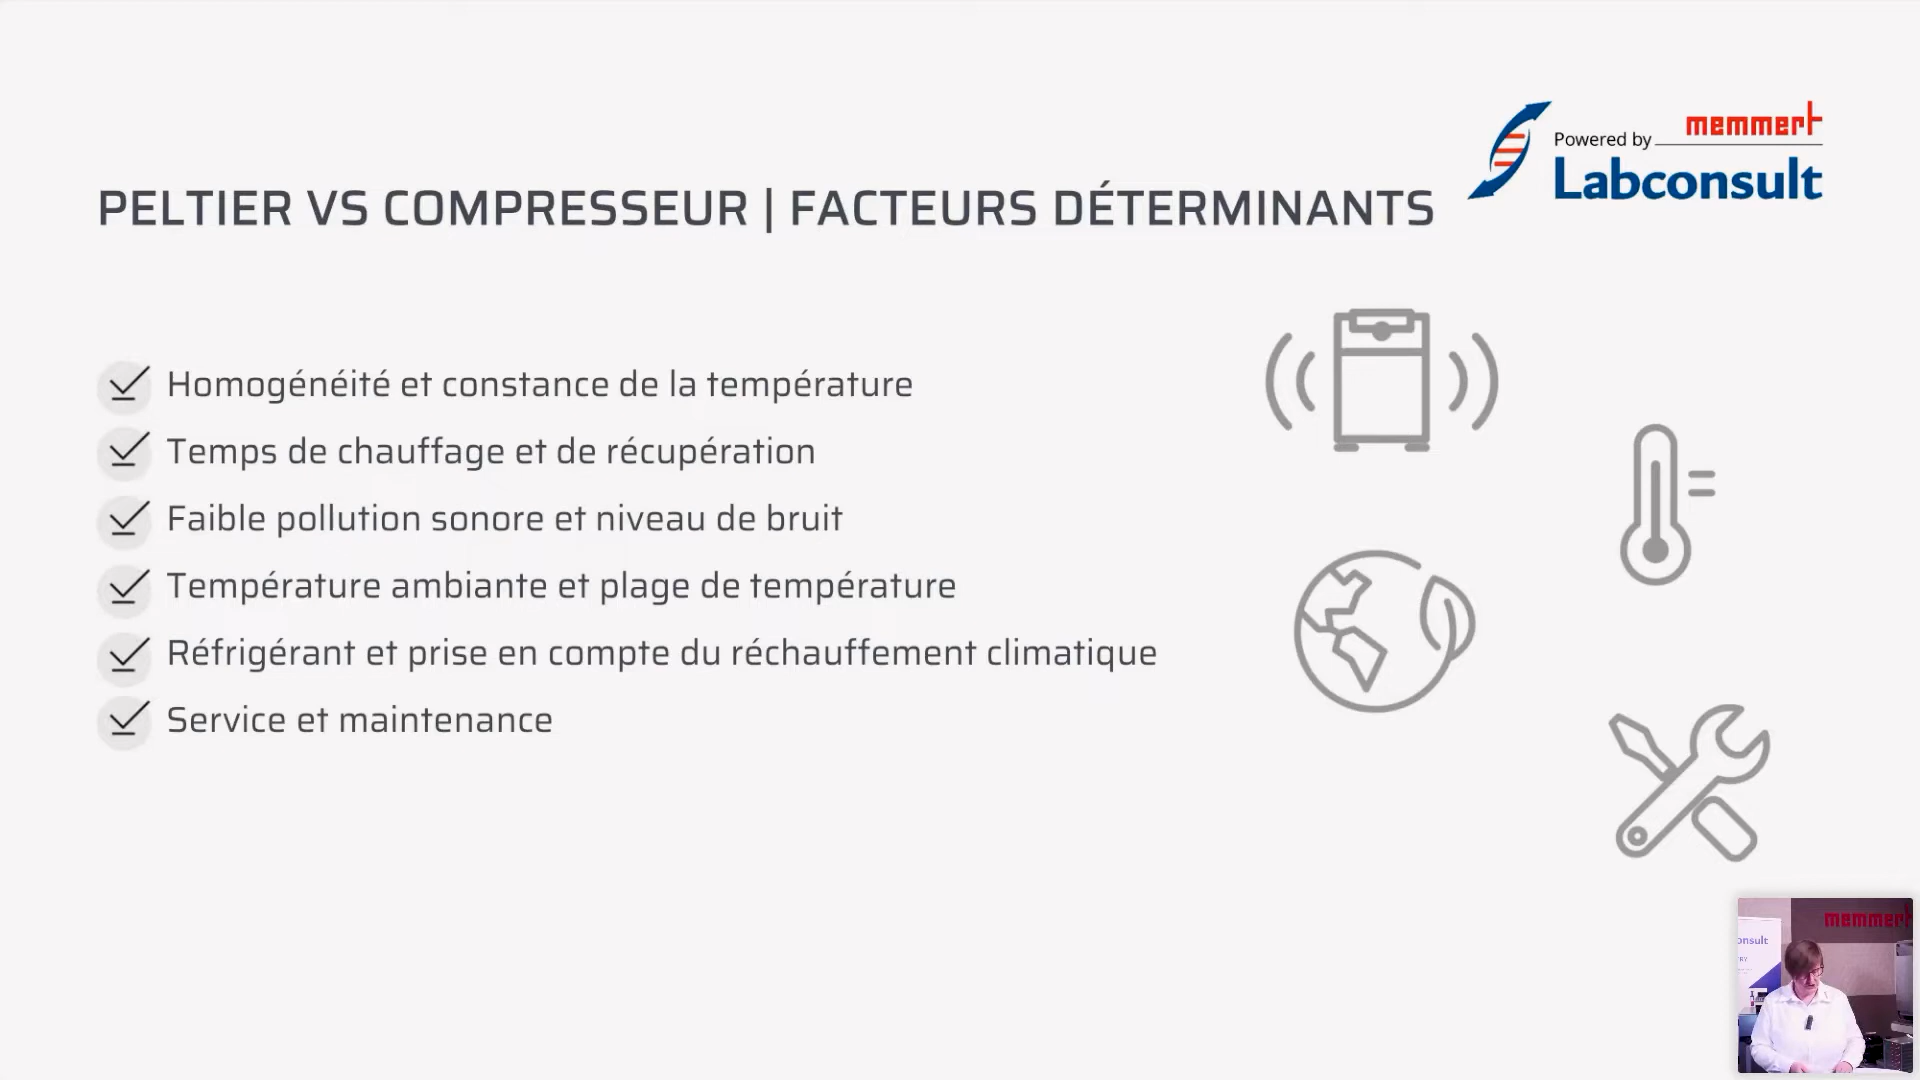 memmert
Powered by
Labconsult
PELTIER VS COMPRESSEUR | FACTEURS DÉTERMINANTS
Homogénéité et constance de la température
Temps de chauffage et de récupération
Faible pollution sonore et niveau de bruit
Température ambiante et plage de température
Réfrigérant et prise en compte du réchauffement climatique
Service et maintenance
memmert
onsult
RY